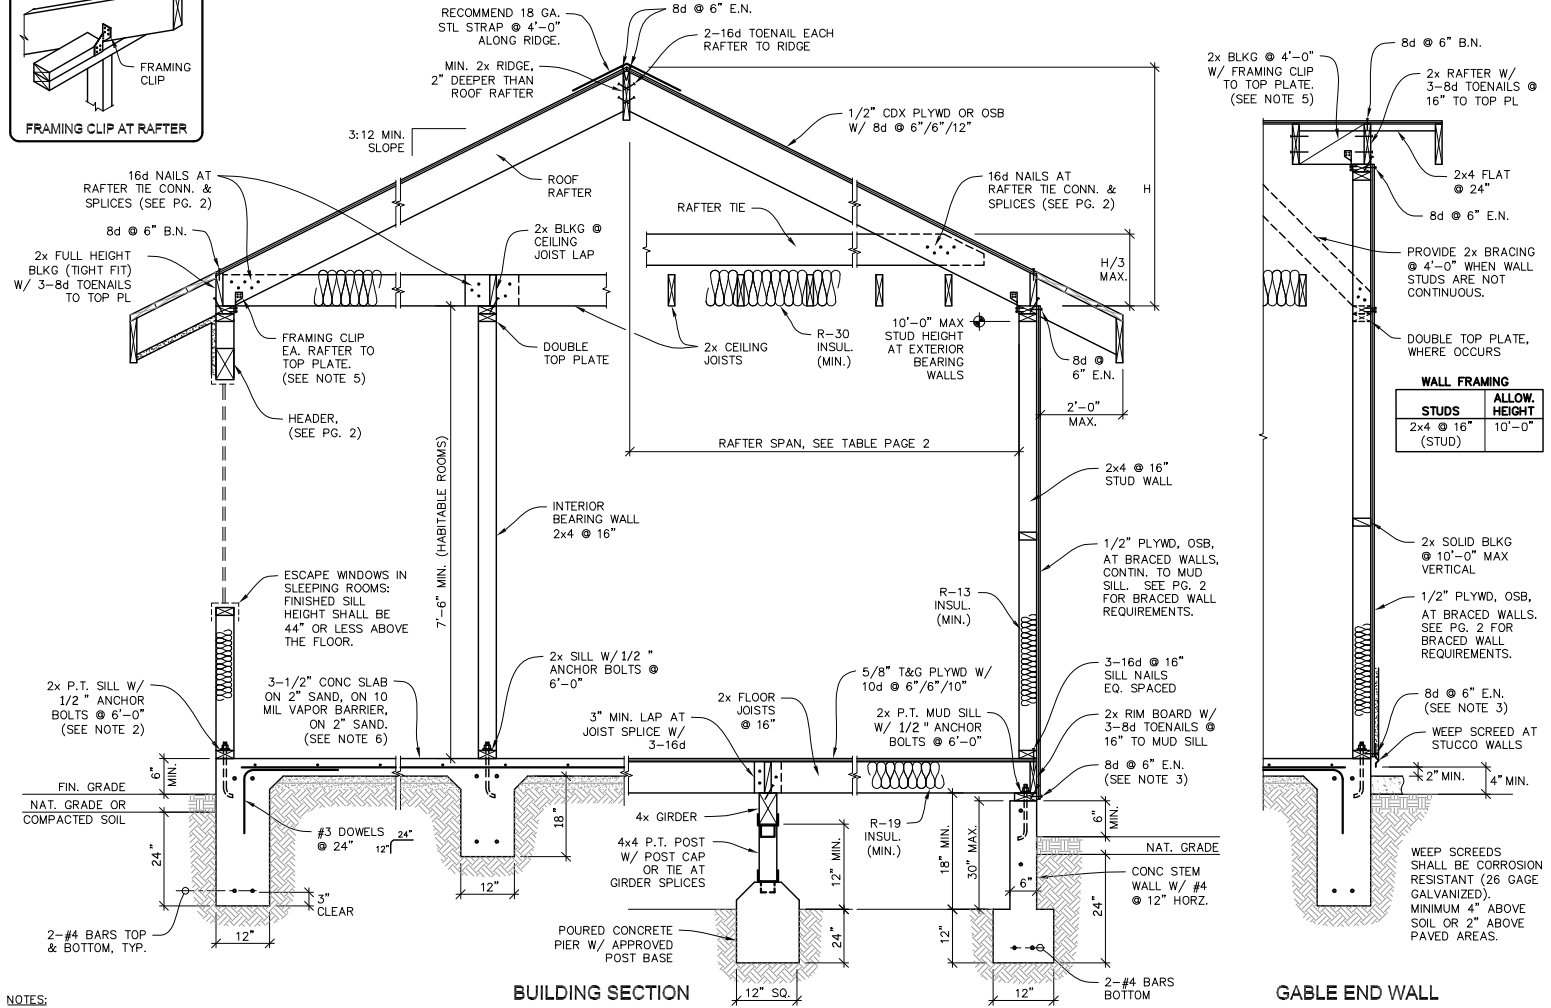 FRAMING
CLIP
FRAMING CLIP AT RAFTER
RECOMMEND 18 GA.
STL STRAP @ 4'-0"
ALONG RIDGE.
8d @ 6" E.N.
2-16d TOENAIL EACH
RAFTER TO RIDGE
MIN. 2x RIDGE,
2" DEEPER THAN
ROOF RAFTER
1/2" CDX PLYWD OR OSB
W/ 8d @ 6"/6"/12"
3:12 MIN.
SLOPE
ROOF
RAFTER
16d NAILS AT
RAFTER TIE CONN. &
SPLICES (SEE PG. 2)
16d NAILS AT
RAFTER TIE CONN. &
SPLICES (SEE PG. 2)
RAFTER TIE
H
H/3
MAX.
8d @ 6" B.N.
2x FULL HEIGHT
BLKG (TIGHT FIT)
W/ 3-8d TOENAILS
TO TOP PL
2x BLKG @
CEILING
JOIST LAP
FRAMING CLIP
EA. RAFTER TO
TOP PLATE.
(SEE NOTE 5)
DOUBLE
TOP PLATE
2x CEILING
JOISTS
R-30
INSUL.
(MIN.)
10'-0" MAX
STUD HEIGHT
AT EXTERIOR
BEARING
WALLS
8d @
6" E.N.
2'-0"
MAX.
HEADER,
(SEE PG. 2)
RAFTER SPAN, SEE TABLE PAGE 2
7'-6" MIN. (HABITABLE ROOMS)
INTERIOR
BEARING WALL
2x4 @ 16"
2x4 @ 16"
STUD WALL
1/2" PLYWD, OSB,
AT BRACED WALLS,
CONTIN. TO MUD
SILL. SEE PG. 2
FOR BRACED WALL
REQUIREMENTS.
R-13
INSUL.
(MIN.)
ESCAPE WINDOWS IN
SLEEPING ROOMS:
FINISHED SILL
HEIGHT SHALL BE
44" OR LESS ABOVE
THE FLOOR.
2x P.T. SILL W/
1/2 " ANCHOR
BOLTS @ 6'-0"
(SEE NOTE 2)
3-1/2" CONC SLAB
ON 2" SAND, ON 10
MIL VAPOR BARRIER,
ON 2" SAND.
(SEE NOTE 6)
2x SILL W/ 1/2 "
ANCHOR BOLTS @
6'-0"
3" MIN. LAP AT
JOIST SPLICE W/
3-16d
2x FLOOR
JOISTS
@ 16"
5/8" T&G PLYWD W/
10d @ 6"/6"/10"
2x P.T. MUD SILL
W/ 1/2 " ANCHOR
BOLTS @ 6'-0"
3-16d @ 16"
SILL NAILS
EQ. SPACED
2x RIM BOARD W/
3-8d TOENAILS @
16" TO MUD SILL
8d @ 6" E.N.
(SEE NOTE 3)
6"
MIN.
FIN. GRADE
NAT. GRADE OR
COMPACTED SOIL
24"
#3 DOWELS
@ 24"
24"
12"
18"
12"
3"
CLEAR
2-#4 BARS TOP
& BOTTOM, TYP.
12"
4x GIRDER
4x4 P.T. POST
W/ POST CAP
OR TIE AT
GIRDER SPLICES
R-19
INSUL.
(MIN.)
12" MIN.
18" MIN.
30" MAX.
6"
MIN.
NAT. GRADE
CONC STEM
WALL W/ #4
@ 12" HORZ.
6"
24"
POURED CONCRETE
PIER W/ APPROVED
POST BASE
24"
12"
12" SQ.
12"
2-#4 BARS
BOTTOM
BUILDING SECTION
NOTES:
8d @ 6" B.N.
2x BLKG @ 4'-0"
W/ FRAMING CLIP
TO TOP PLATE.
(SEE NOTE 5)
2x RAFTER W/
3-8d TOENAILS @
16" TO TOP PL
2x4 FLAT
@ 24"
8d @ 6" E.N.
PROVIDE 2x BRACING
@ 4'-0" WHEN WALL
STUDS ARE NOT
CONTINUOUS.
DOUBLE TOP PLATE,
WHERE OCCURS
WALL FRAMING
STUDS
ALLOW.
HEIGHT
2x4 @ 16"
(STUD)
10'-0"
2x SOLID BLKG
@ 10'-0" MAX
VERTICAL
1/2" PLYWD, OSB,
AT BRACED WALLS.
SEE PG. 2 FOR
BRACED WALL
REQUIREMENTS.
8d @ 6" E.N.
(SEE NOTE 3)
WEEP SCREED AT
STUCCO WALLS
2" MIN.
4" MIN.
WEEP SCREEDS
SHALL BE CORROSION
RESISTANT (26 GAGE
GALVANIZED).
MINIMUM 4" ABOVE
SOIL OR 2" ABOVE
PAVED AREAS.
GABLE END WALL